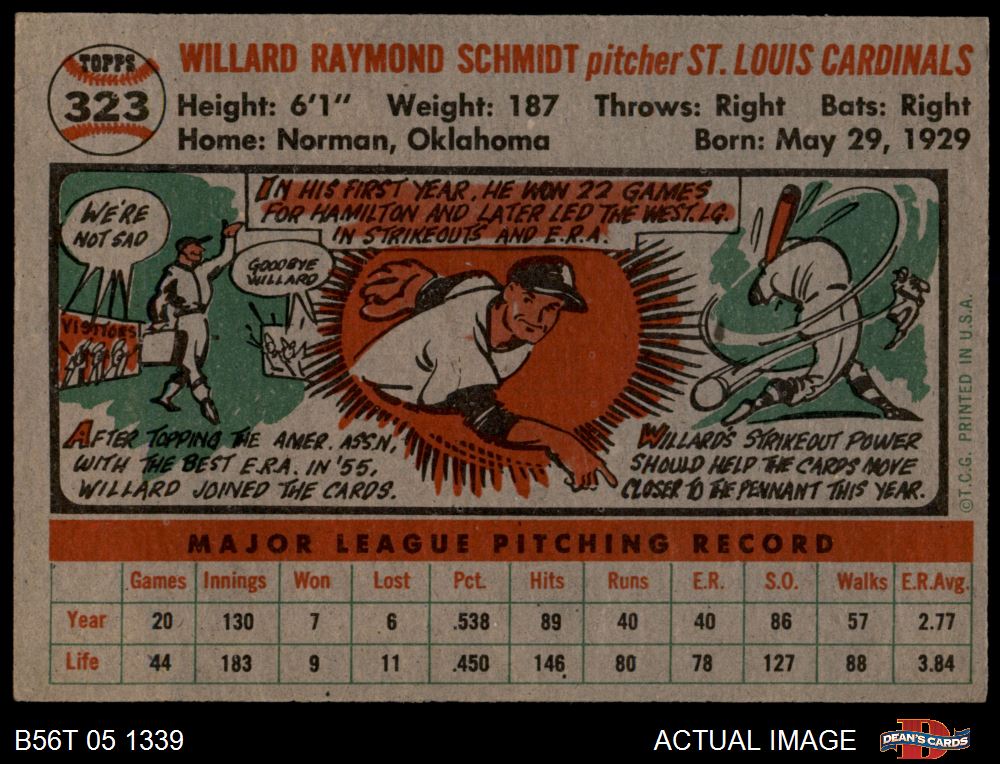 TOPPS
323
WILLARD RAYMOND SCHMIDT pitcher ST. LOUIS CARDINALS
Height: 6'1" Weight: 187 Throws: Right Bats: Right
Home: Norman, Oklahoma Born: May 29, 1929
IN HIS FIRST YEAR, HE WON 22 GAMES
FOR HAMILTON AND LATER LED THE WEST. LG.
IN STRIKEOUTS AND E.R.A.
WE'RE
NOT SAD
GOODBYE
WILLARD
VISITORS
AFTER TOPPING THE AMER. ASSN,
WITH THE BEST E.R.A. IN '55,
WILLARD JOINED THE CARDS.
WILLARD'S STRIKEOUT POWER
SHOULD HELP THE CARDS MOVE
CLOSER TO THE PENNANT THIS YEAR.
©T.C.G. PRINTED IN U.S.A.
MAJOR LEAGUE PITCHING RECORD
Games Innings Won Lost Pct. Hits Runs E.R. S.O. Walks E.R.Avg.
Year 20 130 7 6 .538 89 40 40 86 57 2.77
Life 44 183 9 11 .450 146 80 78 127 88 3.84
B56T 05 1339
ACTUAL IMAGE
D
DEAN'S CARDS